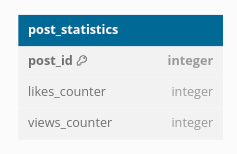 post_statistics
post_id integer
likes_counter integer
views_counter integer